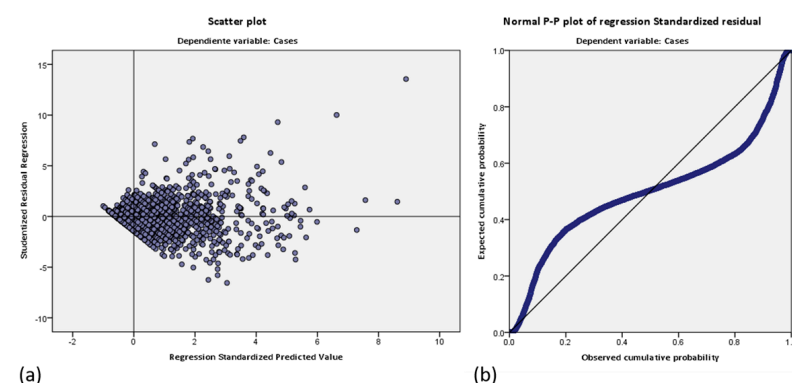 Scatter plot
Dependiente variable: Cases
Studentized Residual Regression
15
10
5
0
-5
-10
-2
0
2
4
6
8
10
Regression Standardized Predicted Value
(a)
Normal P-P plot of regression Standardized residual
Dependent variable: Cases
Expected cumulative probability
1.0
0.8
0.6
0.4
0.2
0.0
0.0
0.2
0.4
0.6
0.8
Observed cumulative probability
(b)